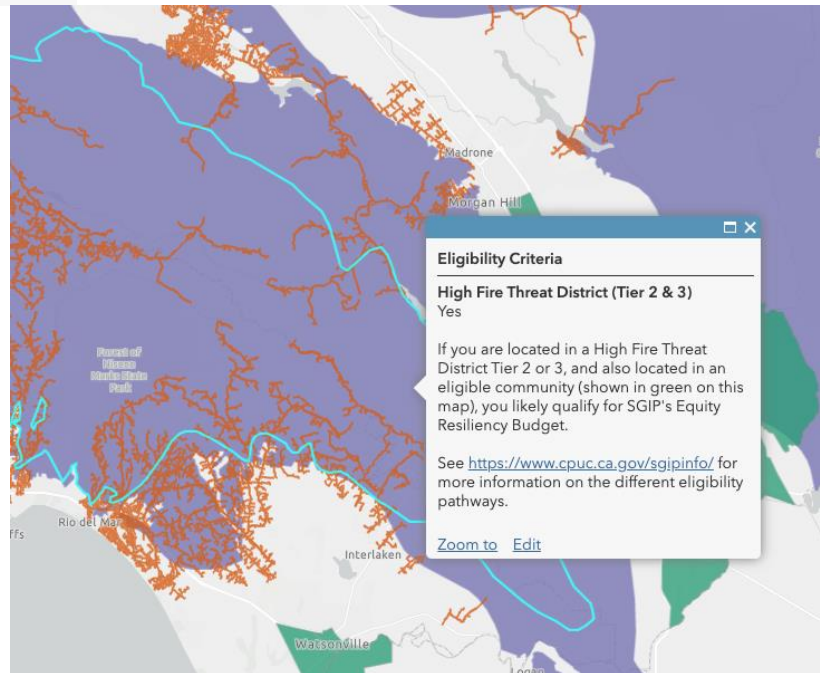 Madrone
Morgan Hill
Eligibility Criteria
High Fire Threat District (Tier 2 & 3)
Yes
If you are located in a High Fire Threat
District Tier 2 or 3, and also located in an
eligible community (shown in green on this
map), you likely qualify for SGIP's Equity
Resiliency Budget.
See https://www.cpuc.ca.gov/sgipinfo/ for
more information on the different eligibility
pathways.
Zoom to Edit
Forest of
Nisene
Marks State
Park
Rio del Mar
ffs
Interlaken
Watsonville
Logan